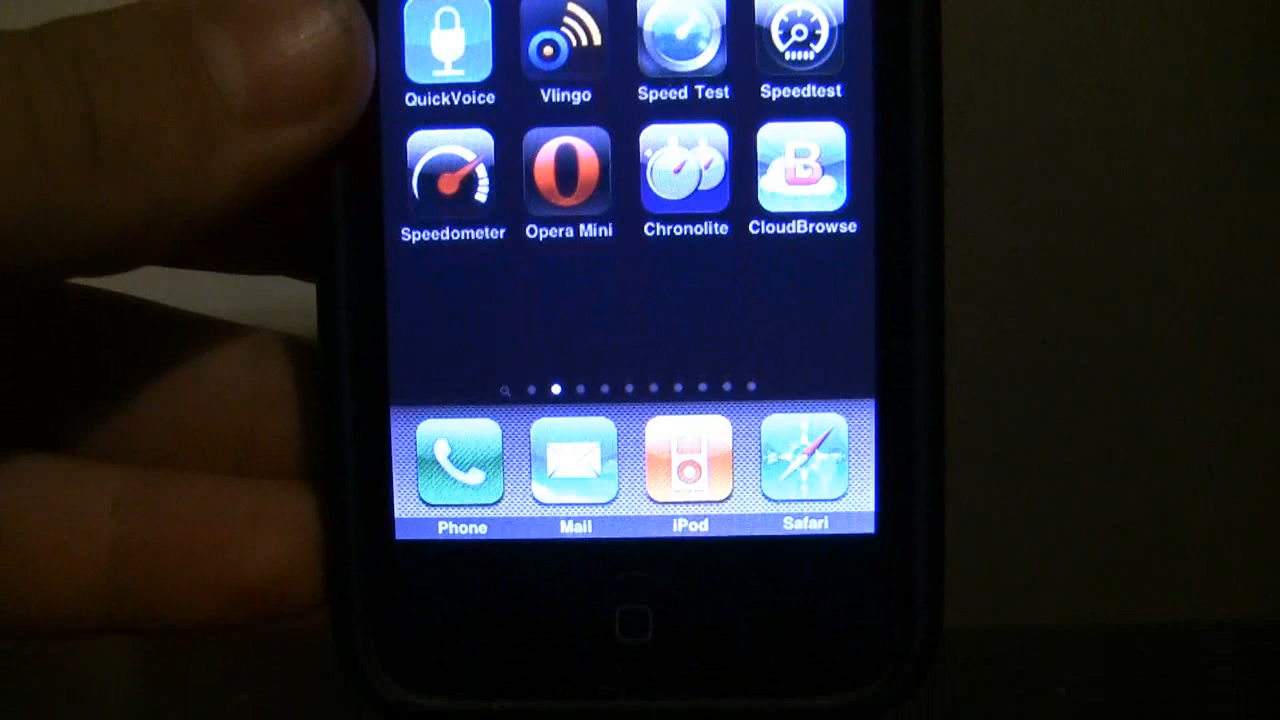 QuickVoice Vlingo Speed Test Speedtest
Speedometer Opera Mini Chronolite CloudBrowse
Phone Mail iPod Safari